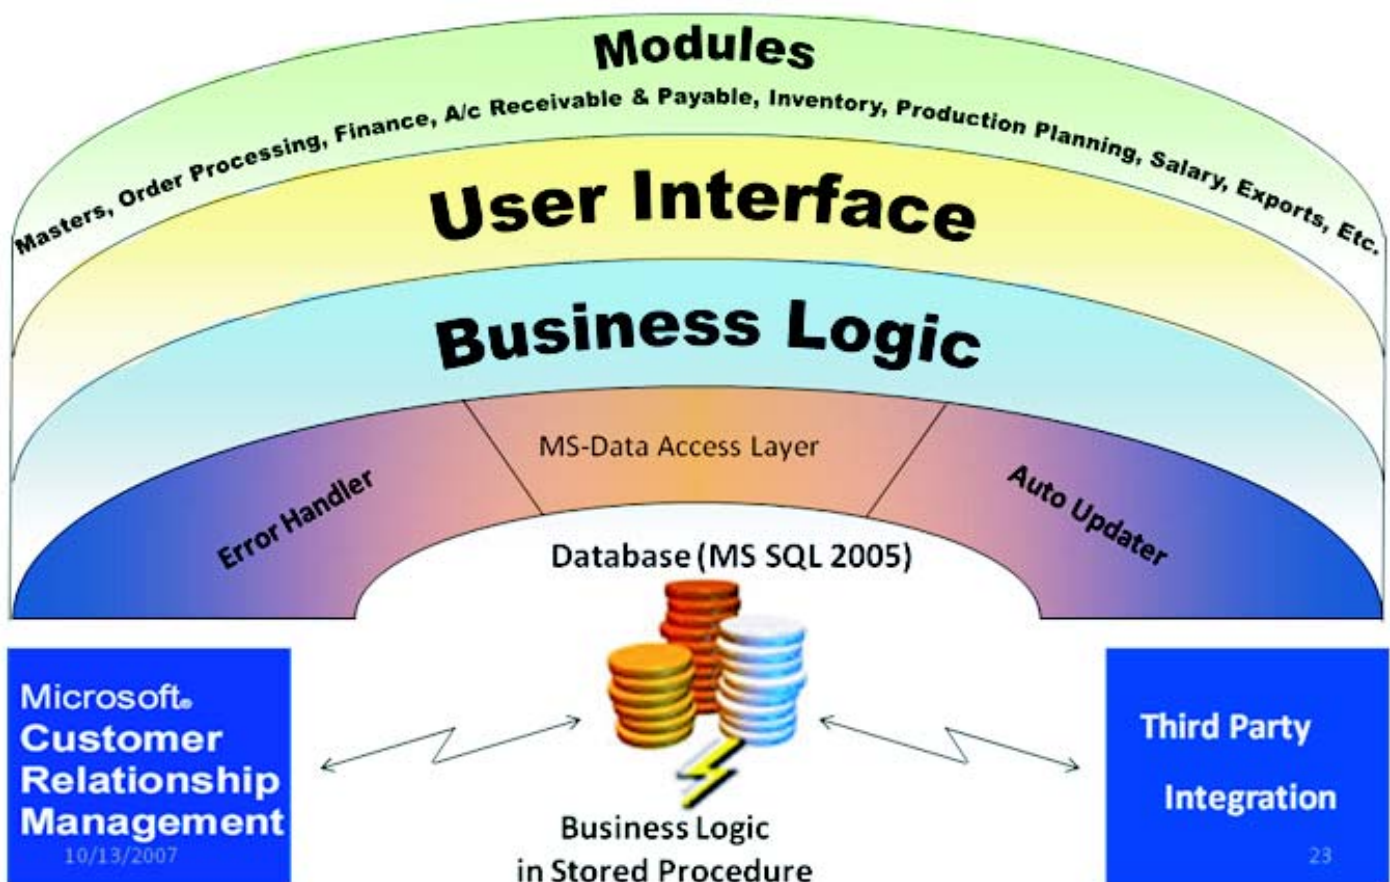 Modules
Masters, Order Processing, Finance, A/c Receivable & Payable, Inventory, Production Planning, Salary, Exports, Etc.
User Interface
Business Logic
Error Handler
MS-Data Access Layer
Auto Updater
Database (MS SQL 2005)
Microsoft®
Customer
Relationship
Management
10/13/2007
Business Logic
in Stored Procedure
Third Party
Integration
23